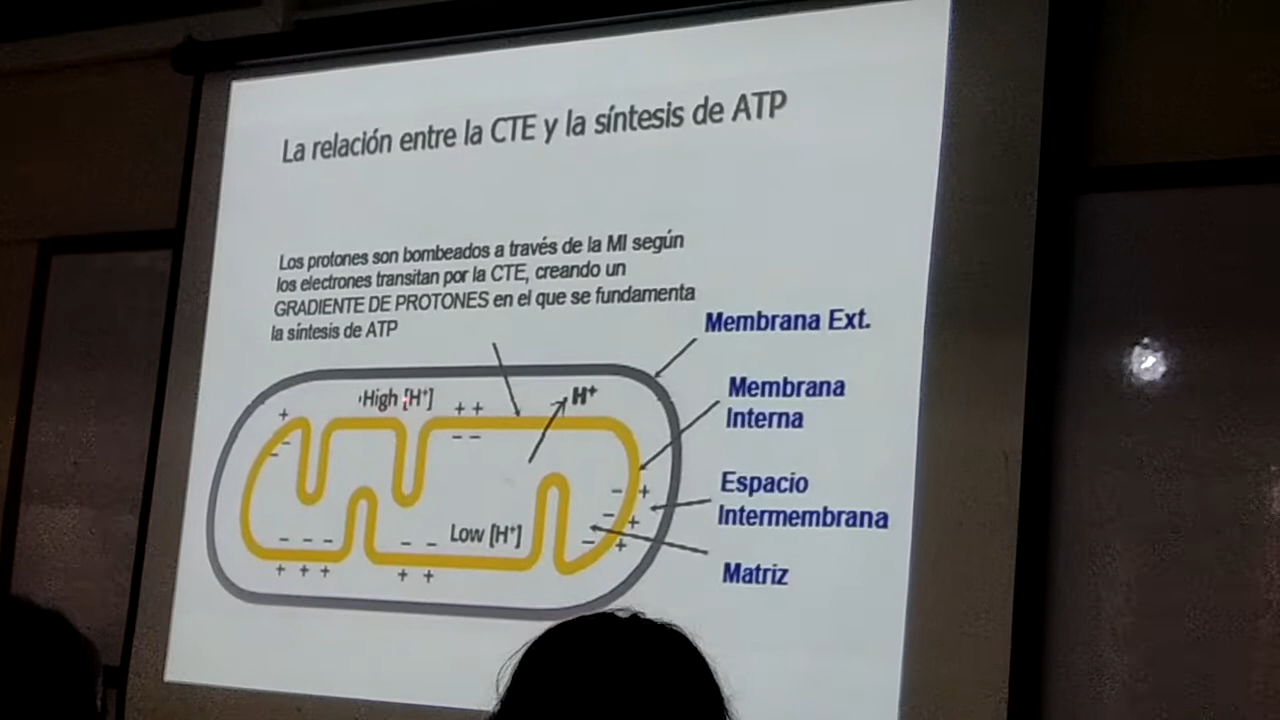 La relación entre la CTE y la síntesis de ATP
Los protones son bombeados a través de la MI según
los electrones transitan por la CTE, creando un
GRADIENTE DE PROTONES en el que se fundamenta
la síntesis de ATP
Membrana Ext.
High [H⁺]
H⁺
+
+ +
Membrana
Interna
−
− −
−
Espacio
Intermembrana
− +
− +
− +
Low [H⁺]
− − −
− −
+ + +
+ +
Matriz